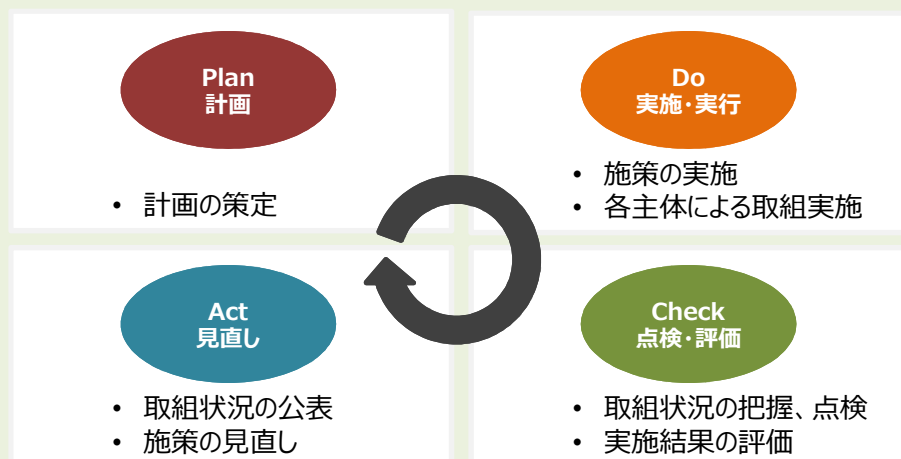 Plan
計画
• 計画の策定
Do
実施・実行
• 施策の実施
• 各主体による取組実施
Act
見直し
• 取組状況の公表
• 施策の見直し
Check
点検・評価
• 取組状況の把握、点検
• 実施結果の評価